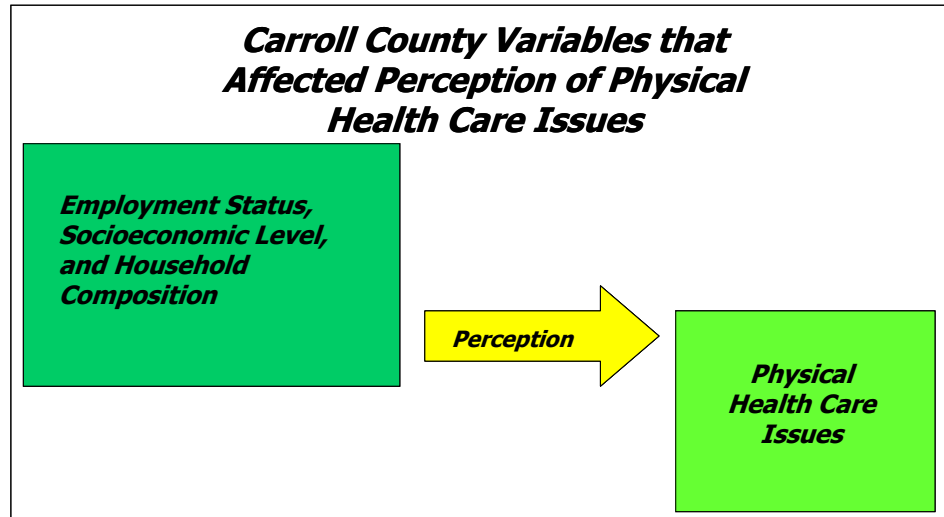 Carroll County Variables that
Affected Perception of Physical
Health Care Issues
Employment Status,
Socioeconomic Level,
and Household
Composition
Perception
Physical
Health Care
Issues